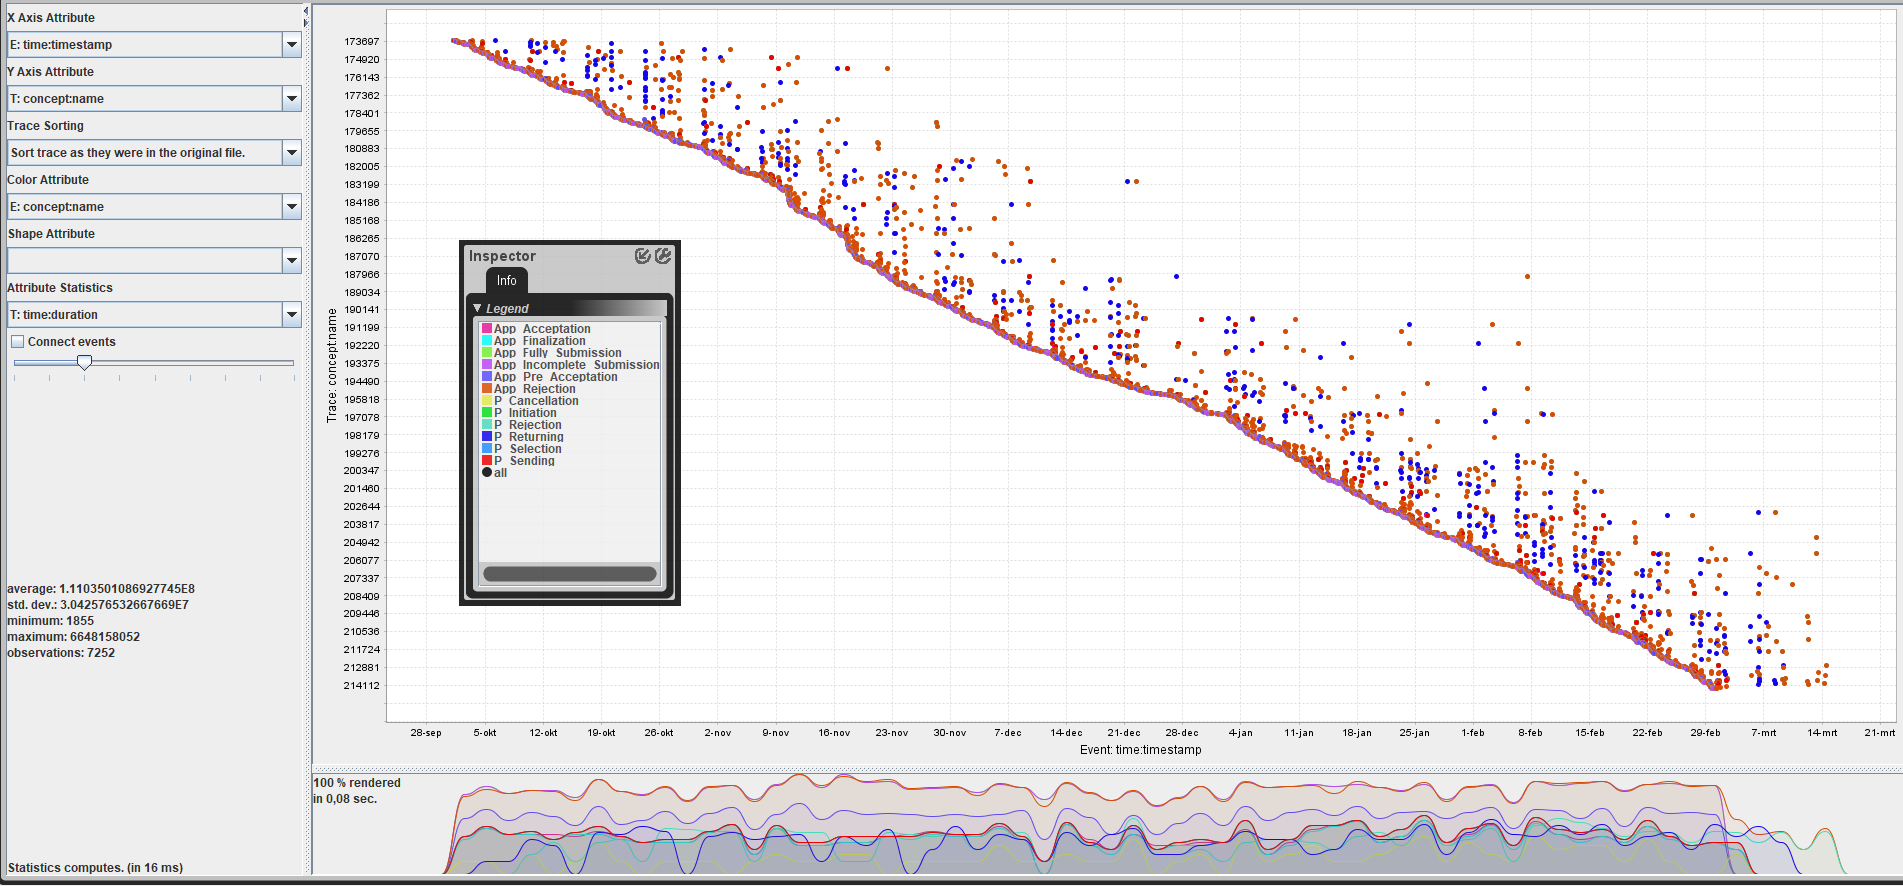 X Axis Attribute
E: time:timestamp
Y Axis Attribute
T: concept:name
Trace Sorting
Sort trace as they were in the original file.
Color Attribute
E: concept:name
Shape Attribute
Attribute Statistics
T: time:duration
Connect events
average: 1.1103501086927745E8
std. dev.: 3.042576532667669E7
minimum: 1855
maximum: 6648158052
observations: 7252
Statistics computes. (in 16 ms)
Trace: concept:name
173697
174920
176143
177362
178401
179655
180883
182005
183199
184186
185168
186265
187070
187966
189034
190141
191199
192220
193375
194490
195818
197078
198179
199276
200347
201460
202644
203817
204942
206077
207337
208409
209446
210536
211724
212881
214112
Inspector
Info
Legend
App Acceptation
App Finalization
App Fully Submission
App Incomplete Submission
App Pre Acceptation
App Rejection
P Cancellation
P Initiation
P Rejection
P Returning
P Selection
P Sending
all
28-sep 5-okt 12-okt 19-okt 26-okt 2-nov 9-nov 16-nov 23-nov 30-nov 7-dec 14-dec 21-dec 28-dec 4-jan 11-jan 18-jan 25-jan 1-feb 8-feb 15-feb 22-feb 29-feb 7-mrt 14-mrt 21-mrt
Event: time:timestamp
100 % rendered
in 0,08 sec.